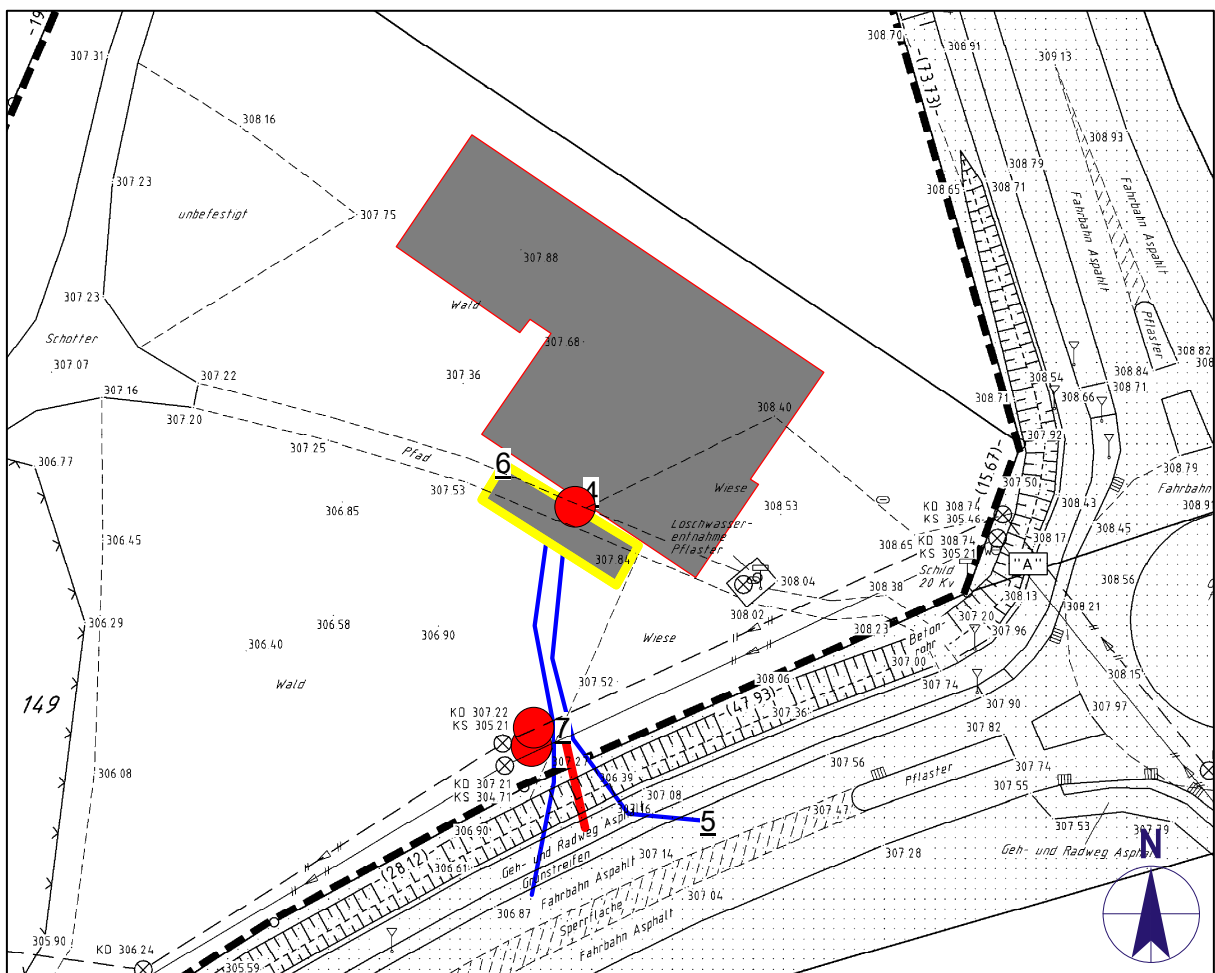 308 70
308 91
309 13
307 31
(73.73)
308 16
308 93
308 79
307 23
308 65
308 71
Fahrbahn Aspahlt
Fahrbahn Aspahlt
unbefestigt
307 75
307 88
307 23
Wald
Pflaster
Schotter
307 68
308 82
307 07
307 36
308 54
308 84
307 22
308 71
307 16
308 71
308 66
308 40
307 20
307 92
307 25
Pfad
6
(15.67)
306 77
308 79
307 53
4
Wiese
307 50
Fahrbahn
306 85
308 53
KD 308 74
308 43
KS 305 46
Löschwasser-
entnahme
Pflaster
308 45
306 45
308 65
KD 308 74
308 17
KS 305 21
307 84
Schild
20 Kv
"A"
308 04
308 38
308 56
308 13
308 21
306 29
306 58
306 90
308 02
307 20
307 96
306 40
Wiese
308 23
Beton
rohr
307 00
Wald
307 52
308 06
307 74
308 15
149
KD 307 22
KS 305 21
(47.93)
307 36
307 90
307 97
7
307 82
306 08
307 27
306 39
307 56
307 74
KD 307 21
KS 304 71
307 08
Pflaster
307 55
307 16
307 47
5
306 90
Geh- und Radweg Asphalt
307 53
N
(28.12)
306 61
Grünstreifen
307 14
307 28
Geh- und Radweg Asphalt
Fahrbahn Asphalt
307 04
306 87
Sperrfläche
305 90
KD 306 24
Fahrbahn Asphalt
305 59